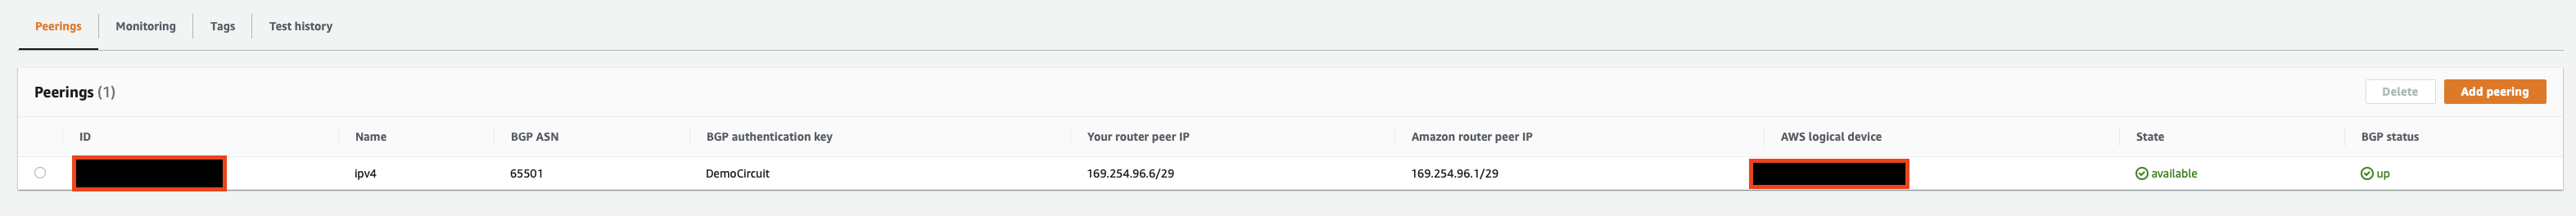 Peerings Monitoring Tags Test history
Peerings (1) Delete Add peering
ID Name BGP ASN BGP authentication key Your router peer IP Amazon router peer IP AWS logical device State BGP status
ipv4 65501 DemoCircuit 169.254.96.6/29 169.254.96.1/29 available up